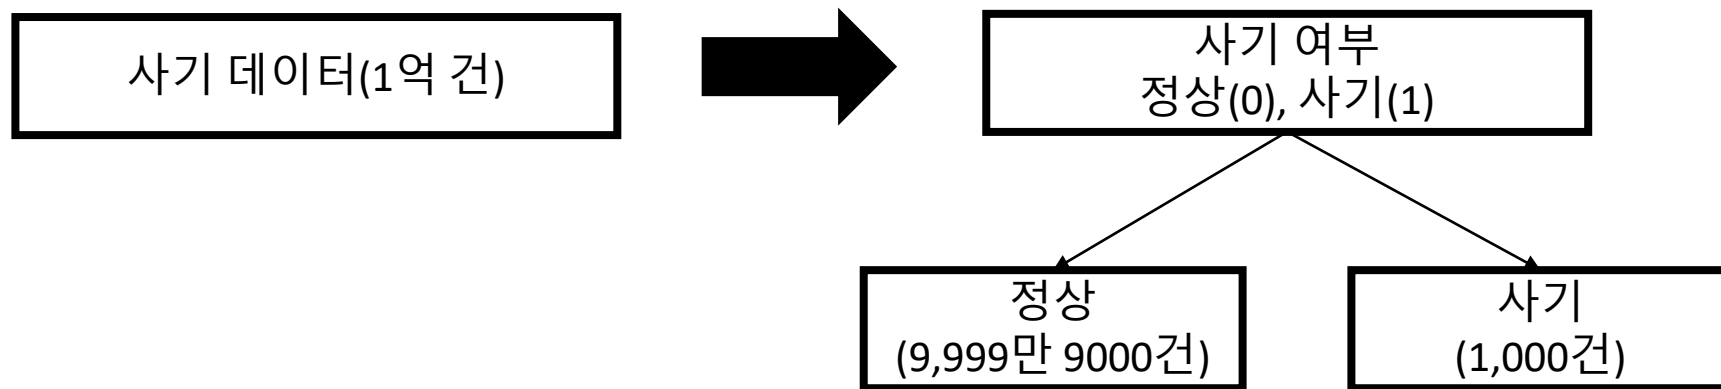 사기 데이터(1억 건)
사기 여부
정상(0), 사기(1)
정상
(9,999만 9000건)
사기
(1,000건)